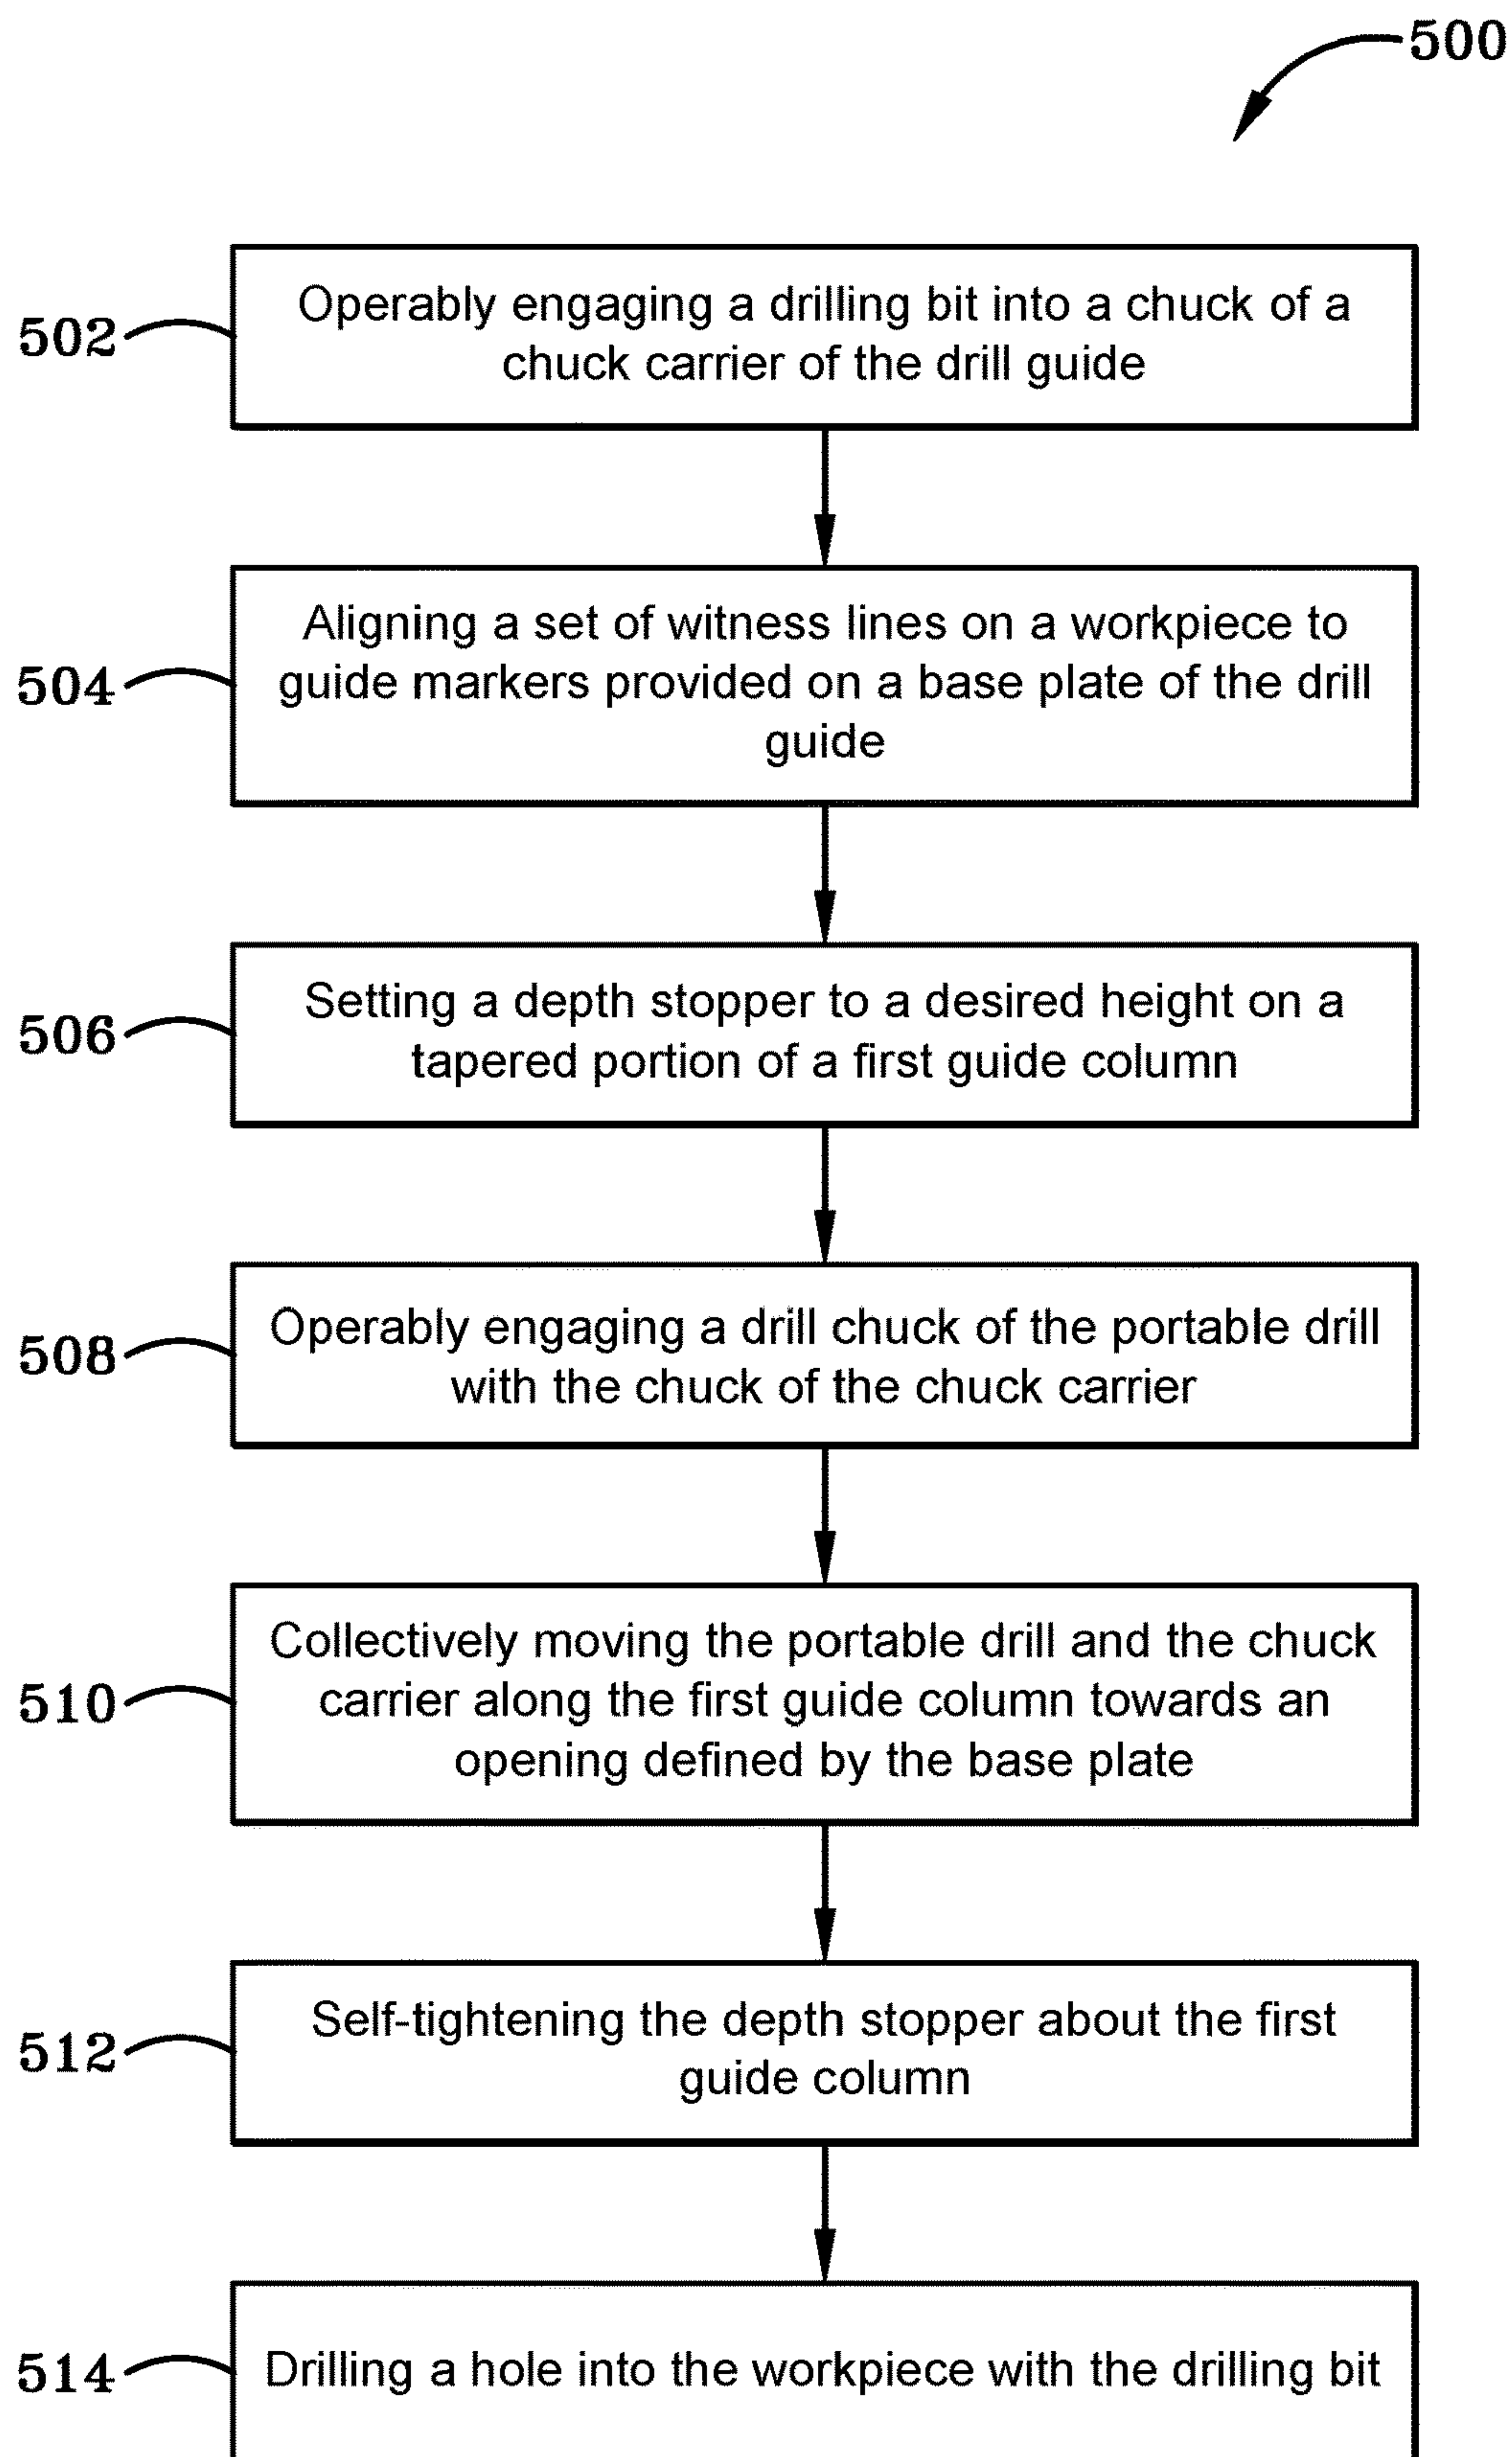 500
502
Operably engaging a drilling bit into a chuck of a
chuck carrier of the drill guide
504
Aligning a set of witness lines on a workpiece to
guide markers provided on a base plate of the drill
guide
506
Setting a depth stopper to a desired height on a
tapered portion of a first guide column
508
Operably engaging a drill chuck of the portable drill
with the chuck of the chuck carrier
510
Collectively moving the portable drill and the chuck
carrier along the first guide column towards an
opening defined by the base plate
512
Self-tightening the depth stopper about the first
guide column
514
Drilling a hole into the workpiece with the drilling bit